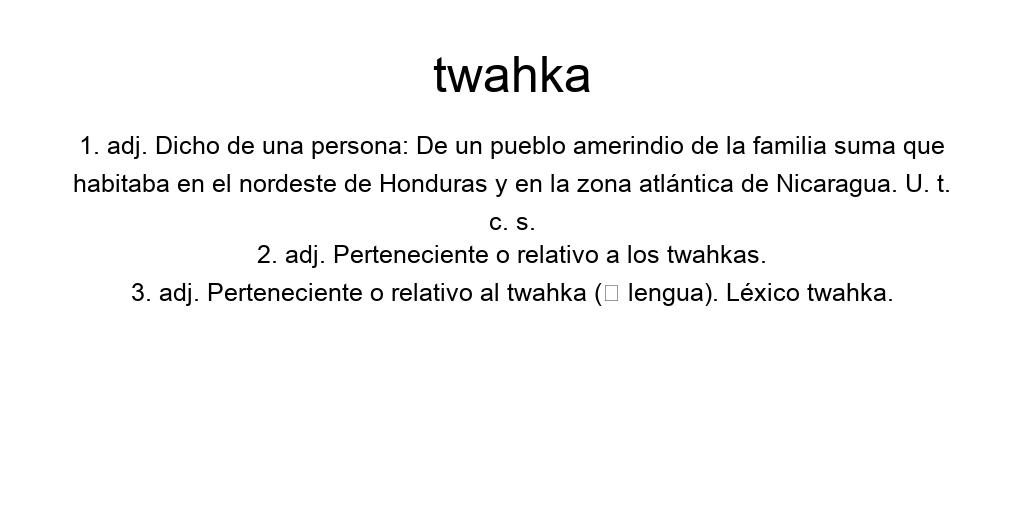 twahka
1. adj. Dicho de una persona: De un pueblo amerindio de la familia suma que
habitaba en el nordeste de Honduras y en la zona atlántica de Nicaragua. U. t.
c. s.
2. adj. Perteneciente o relativo a los twahkas.
3. adj. Perteneciente o relativo al twahka (□ lengua). Léxico twahka.